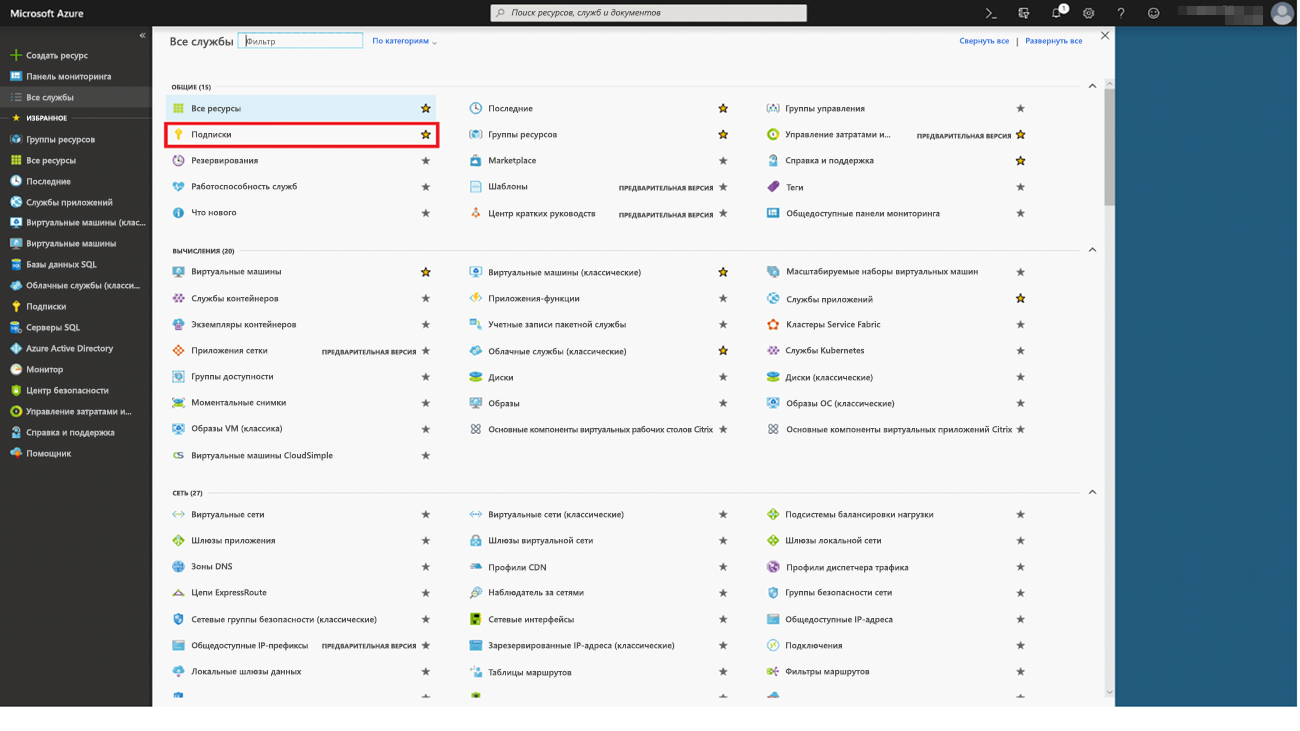 Microsoft Azure
Поиск ресурсов, служб и документов
1
Создать ресурс
Панель мониторинга
Все службы
ИЗБРАННОЕ
Группы ресурсов
Все ресурсы
Последние
Службы приложений
Виртуальные машины (клас...
Виртуальные машины
Базы данных SQL
Облачные службы (класси...
Подписки
Серверы SQL
Azure Active Directory
Монитор
Центр безопасности
Управление затратами и...
Справка и поддержка
Помощник
Все службы Фильтр По категориям Свернуть все | Развернуть все
ОБЩИЕ (15)
Все ресурсы Последние Группы управления
Подписки Группы ресурсов Управление затратами и... ПРЕДВАРИТЕЛЬНАЯ ВЕРСИЯ
Резервирования Marketplace Справка и поддержка
Работоспособность служб Шаблоны ПРЕДВАРИТЕЛЬНАЯ ВЕРСИЯ Теги
Что нового Центр кратких руководств ПРЕДВАРИТЕЛЬНАЯ ВЕРСИЯ Общедоступные панели мониторинга
ВЫЧИСЛЕНИЯ (20)
Виртуальные машины Виртуальные машины (классические) Масштабируемые наборы виртуальных машин
Службы контейнеров Приложения-функции Службы приложений
Экземпляры контейнеров Учетные записи пакетной службы Кластеры Service Fabric
Приложения сетки ПРЕДВАРИТЕЛЬНАЯ ВЕРСИЯ Облачные службы (классические) Службы Kubernetes
Группы доступности Диски Диски (классические)
Моментальные снимки Образы Образы ОС (классические)
Образы VM (классика) Основные компоненты виртуальных рабочих столов Citrix Основные компоненты виртуальных приложений Citrix
CS Виртуальные машины CloudSimple
СЕТЬ (27)
Виртуальные сети Виртуальные сети (классические) Подсистемы балансировки нагрузки
Шлюзы приложения Шлюзы виртуальной сети Шлюзы локальной сети
Зоны DNS Профили CDN Профили диспетчера трафика
Цепи ExpressRoute Наблюдатель за сетями Группы безопасности сети
Сетевые группы безопасности (классические) Сетевые интерфейсы Общедоступные IP-адреса
Общедоступные IP-префиксы ПРЕДВАРИТЕЛЬНАЯ ВЕРСИЯ Зарезервированные IP-адреса (классические) Подключения
Локальные шлюзы данных Таблицы маршрутов Фильтры маршрутов